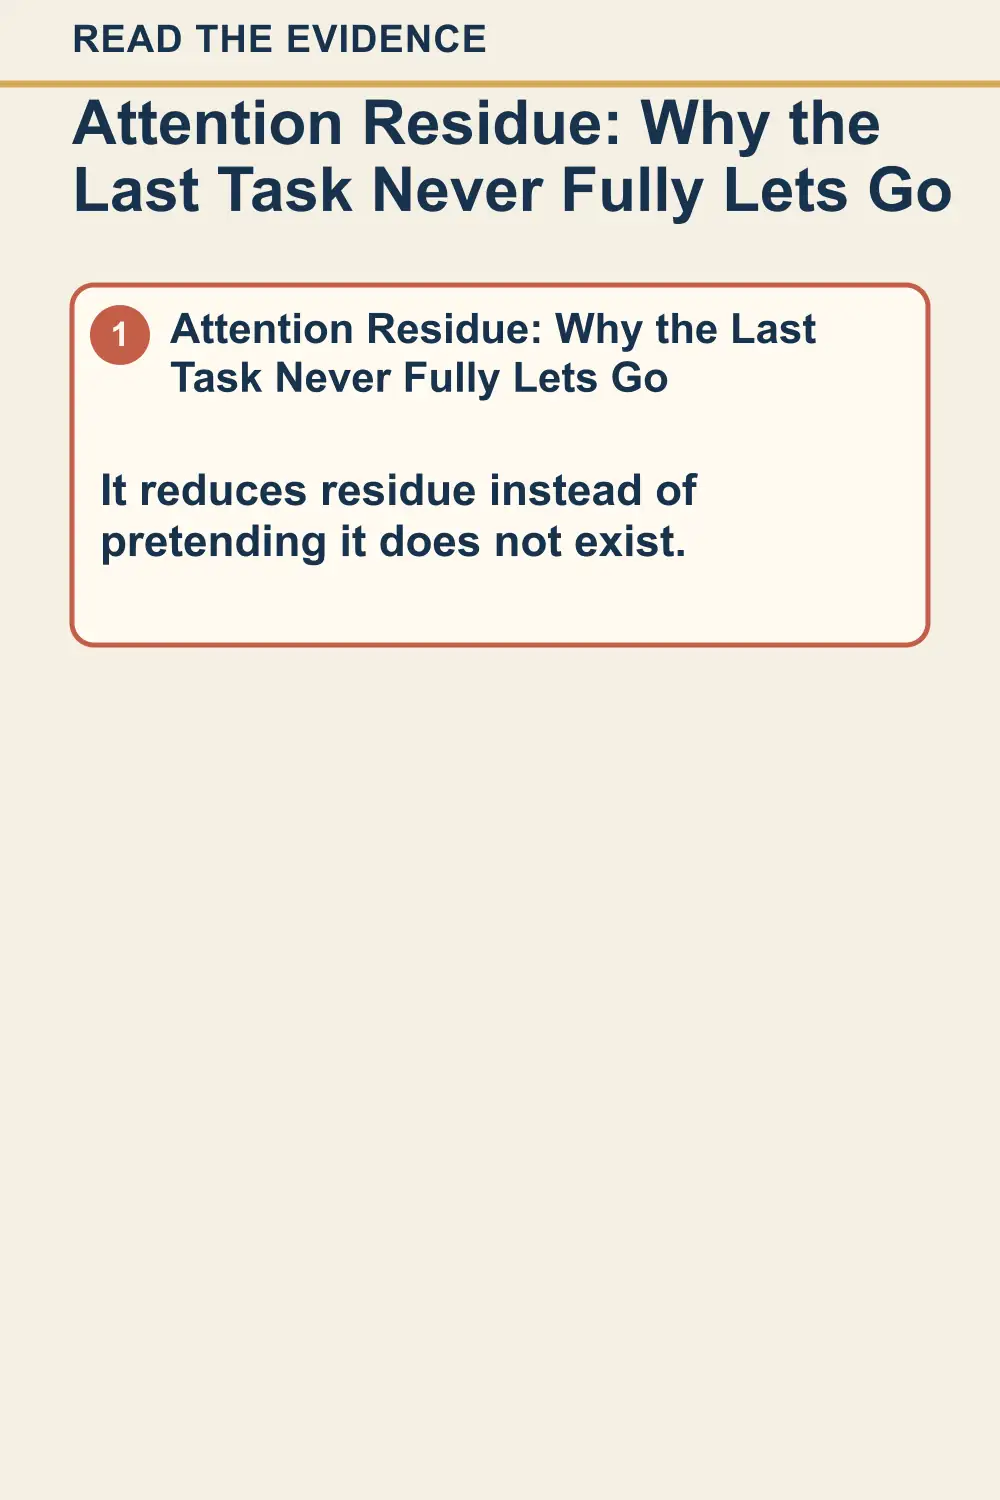 READ THE EVIDENCE
Attention Residue: Why the
Last Task Never Fully Lets Go
1
Attention Residue: Why the Last
Task Never Fully Lets Go
It reduces residue instead of
pretending it does not exist.